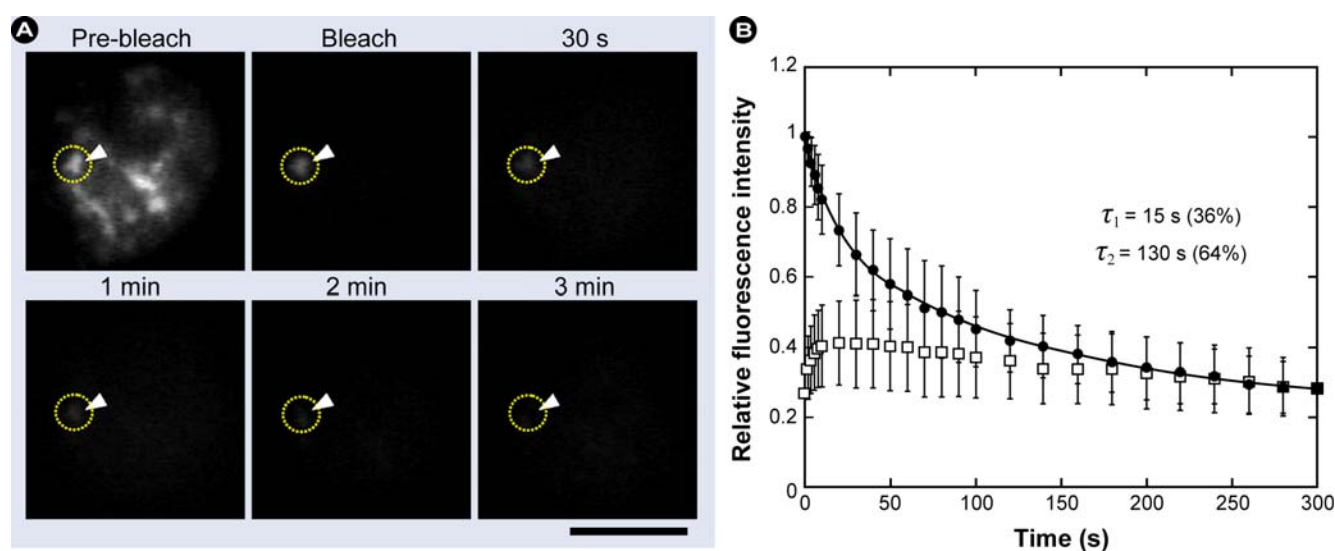 A
Pre-bleach
Bleach
30 s
1 min
2 min
3 min
B
Relative fluorescence intensity
1.2
1
0.8
0.6
0.4
0.2
0
τ1 = 15 s (36%)
τ2 = 130 s (64%)
0 50 100 150 200 250 300
Time (s)